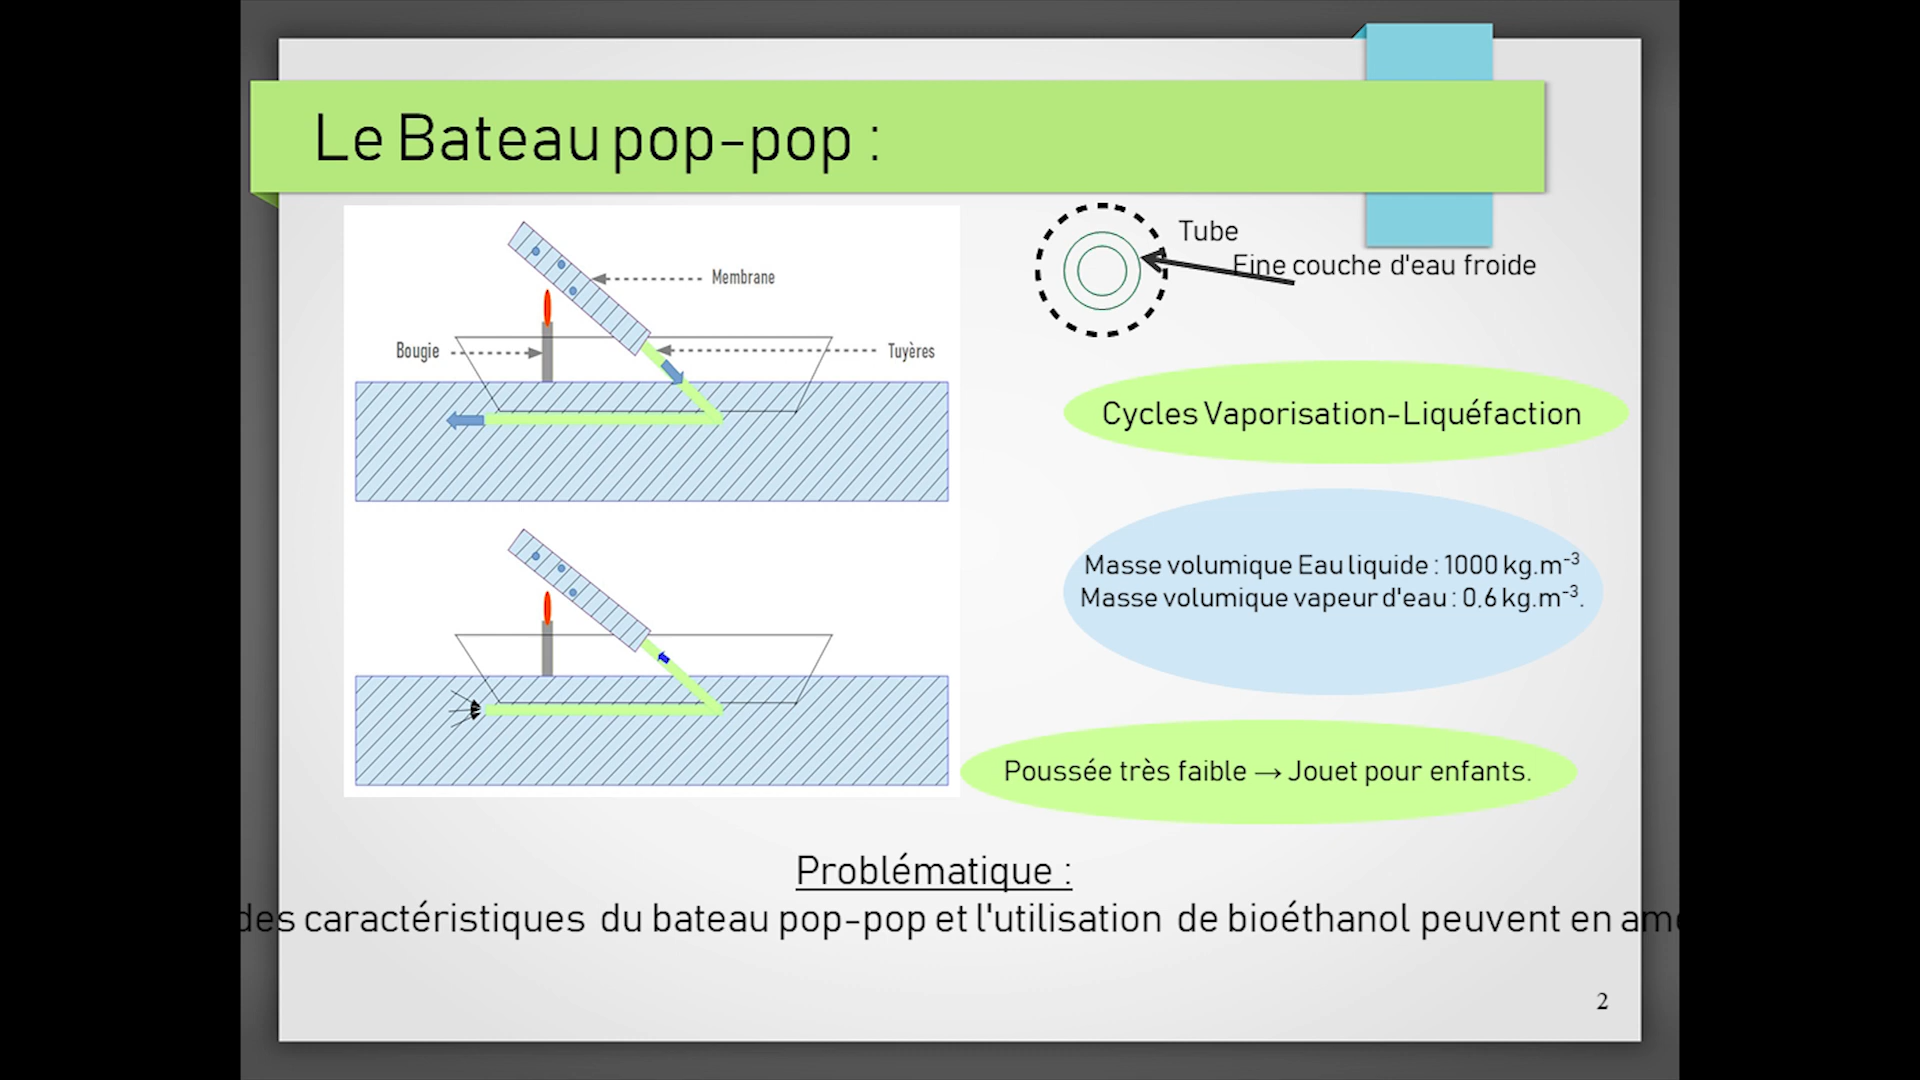 Le Bateau pop-pop :
Membrane
Bougie
Tuyères
Tube
Fine couche d'eau froide
Cycles Vaporisation-Liquéfaction
Masse volumique Eau liquide : 1000 kg.m⁻³
Masse volumique vapeur d'eau : 0,6 kg.m⁻³.
Poussée très faible → Jouet pour enfants.
Problématique :
des caractéristiques du bateau pop-pop et l'utilisation de bioéthanol peuvent en
2